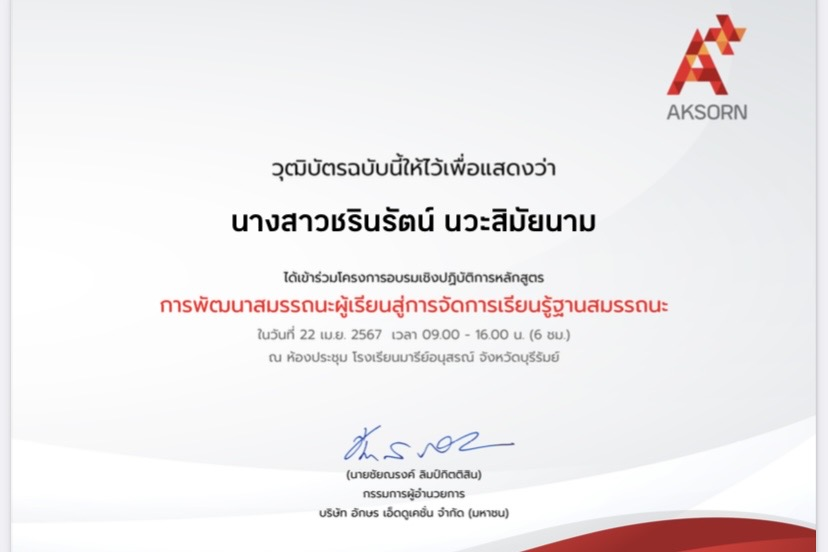 AKSORN
วุฒิบัตรฉบับนี้ให้ไว้เพื่อแสดงว่า
นางสาวชรินรัตน์ นวะสิมัยนาม
ได้เข้าร่วมโครงการอบรมเชิงปฏิบัติการหลักสูตร
การพัฒนาสมรรถนะผู้เรียนสู่การจัดการเรียนรู้ฐานสมรรถนะ
ในวันที่ 22 เม.ย. 2567 เวลา 09.00 - 16.00 น. (6 ชม.)
ณ ห้องประชุม โรงเรียนมารีย์อนุสรณ์ จังหวัดบุรีรัมย์
(นายชัยณรงค์ ลิมป์กิตติสิน)
กรรมการผู้อำนวยการ
บริษัท อักษร เอ็ดดูเคชั่น จำกัด (มหาชน)